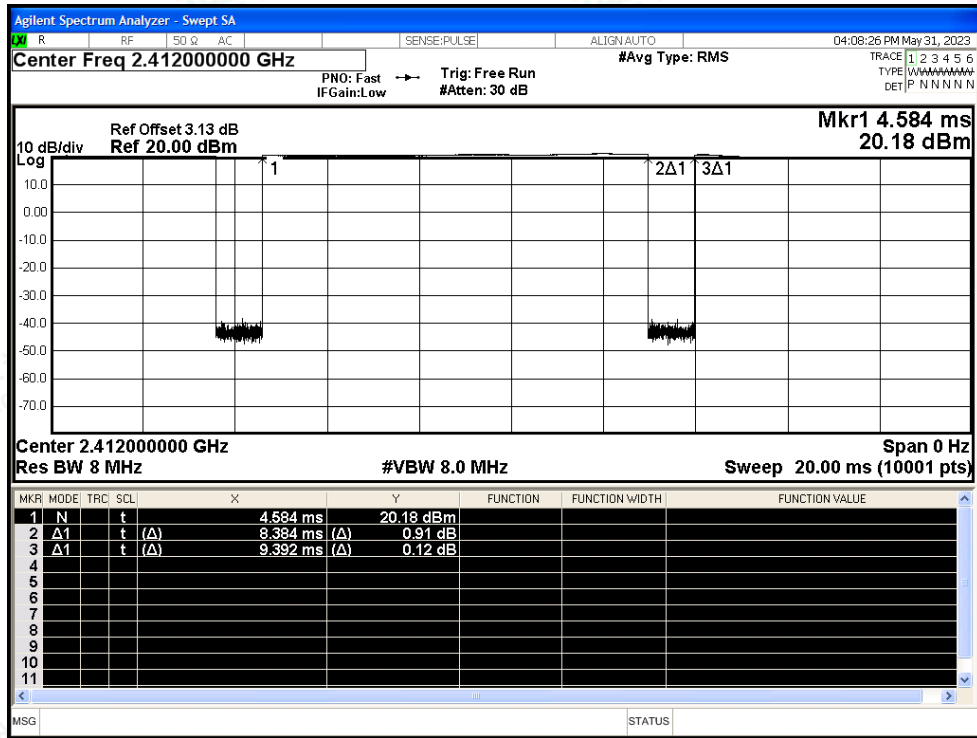 Agilent Spectrum Analyzer - Swept SA
LXI R RF 50 Ω AC SENSE:PULSE ALIGN AUTO 04:08:26 PM May 31, 2023
Center Freq 2.412000000 GHz
PNO: Fast
IFGain:Low
Trig: Free Run
#Atten: 30 dB
#Avg Type: RMS
TRACE 1 2 3 4 5 6
TYPE WWWWWW
DET P N N N N N
Mkr1 4.584 ms
20.18 dBm
Ref Offset 3.13 dB
10 dB/div Ref 20.00 dBm
Log
1 2Δ1 3Δ1
10.0
0.00
-10.0
-20.0
-30.0
-40.0
-50.0
-60.0
-70.0
Center 2.412000000 GHz Span 0 Hz
Res BW 8 MHz #VBW 8.0 MHz Sweep 20.00 ms (10001 pts)
MKR MODE TRC SCL X Y FUNCTION FUNCTION WIDTH FUNCTION VALUE
1 N t 4.584 ms 20.18 dBm
2 Δ1 t (Δ) 8.384 ms (Δ) 0.91 dB
3 Δ1 t (Δ) 9.392 ms (Δ) 0.12 dB
4
5
6
7
8
9
10
11
MSG STATUS